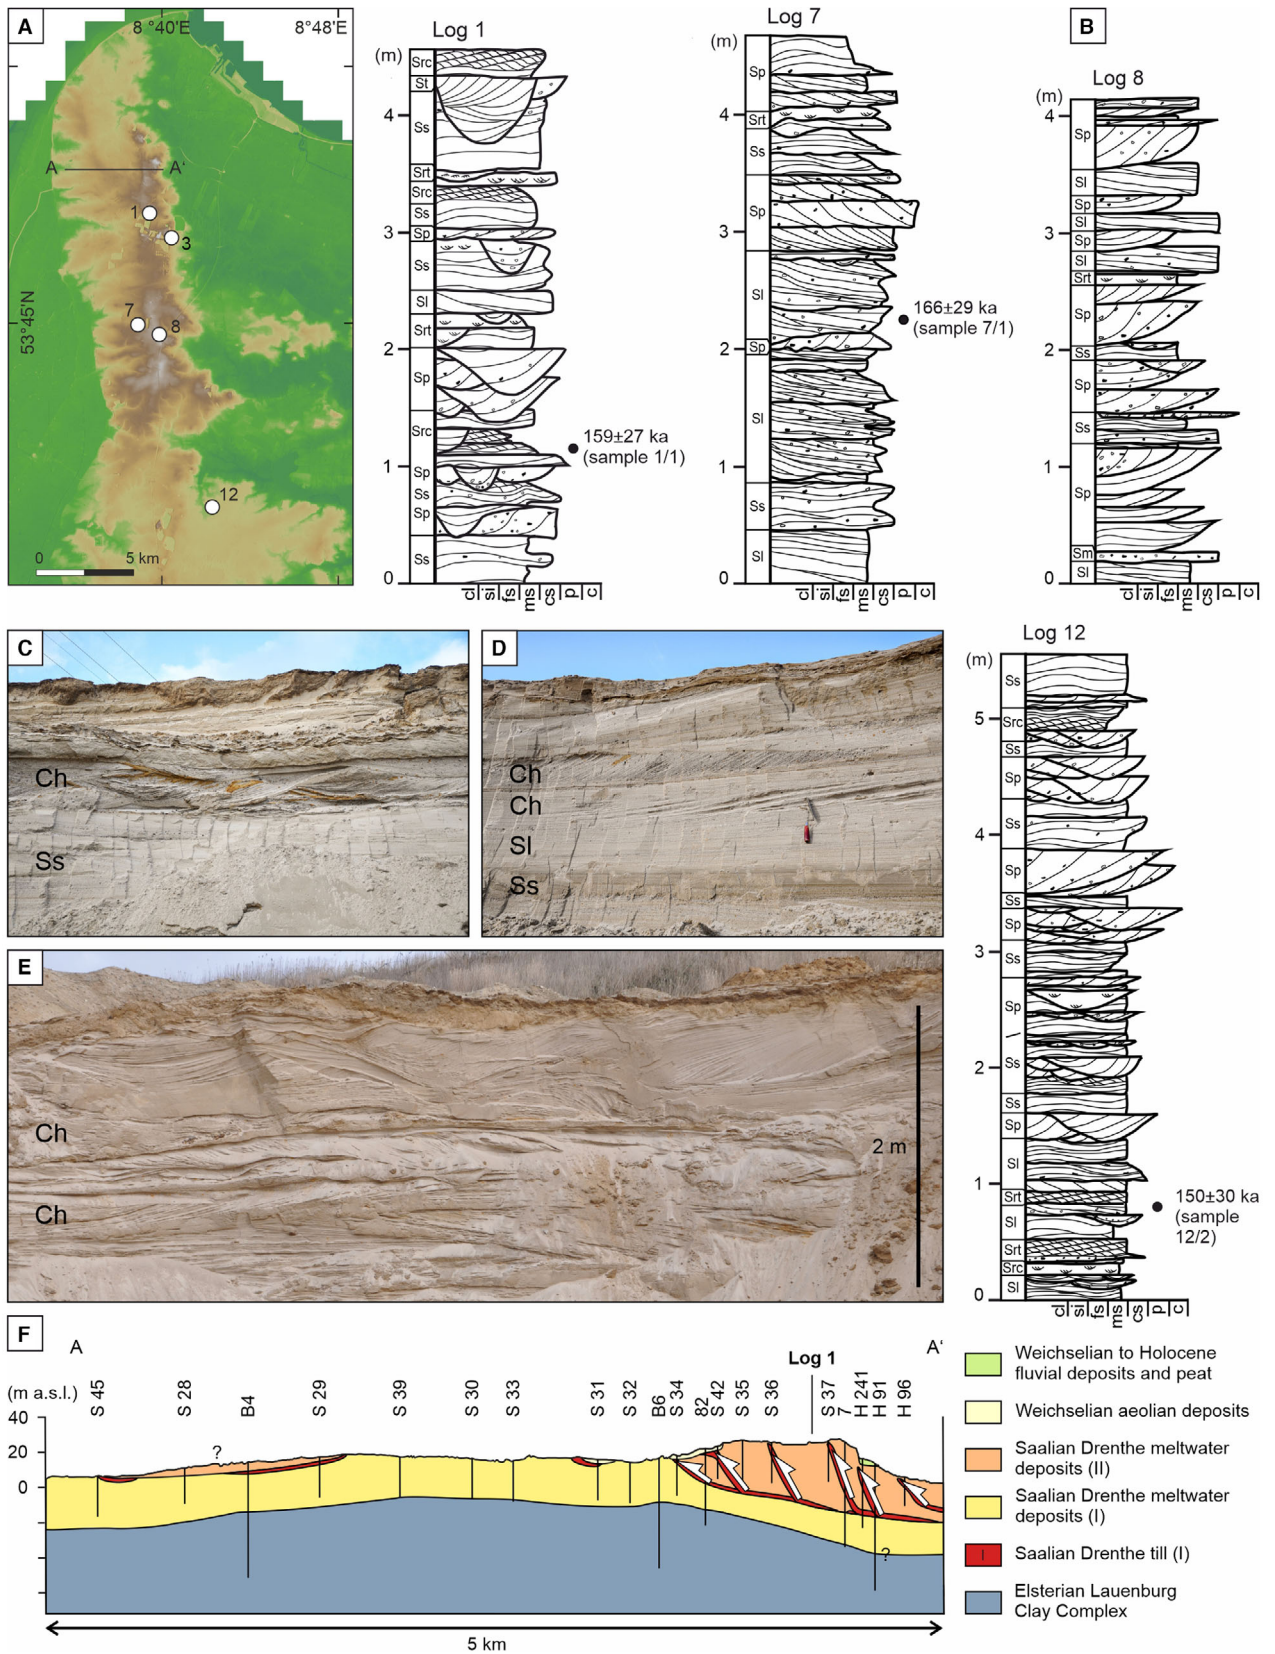 A
8 °40'E
8 °48'E
53°45'N
A
A'
1
3
7
8
12
0
5 km
Log 1
(m)
4
3
2
1
0
Src
St
Ss
Srt
Src
Ss
Sp
Ss
Sl
Srt
Sp
Src
Sp
Ss
Sp
Ss
cl
si
fs
ms
cs
p
c
159±27 ka
(sample 1/1)
Log 7
(m)
4
3
2
1
0
Sp
Srt
Ss
Sp
Sl
Sp
Sl
Ss
Sl
cl
si
fs
ms
cs
p
c
166±29 ka
(sample 7/1)
B
Log 8
(m)
4
3
2
1
0
Sp
Sl
Sp
Sl
Sp
Sl
Srt
Sp
Ss
Sp
Ss
Sp
Sm
Sl
cl
si
fs
ms
cs
p
c
C
Ch
Ss
D
Ch
Ch
Sl
Ss
Log 12
(m)
5
4
3
2
1
0
Ss
Src
Ss
Sp
Ss
Sp
Ss
Sp
Ss
Sp
Ss
Ss
Sp
Sl
Srt
Sl
Srt
Src
Sl
cl
si
fs
ms
cs
p
c
150±30 ka
(sample
12/2)
E
Ch
Ch
2 m
F
A
A'
Log 1
(m a.s.l.)
40
20
0
S 45
S 28
B4
S 29
S 39
S 30
S 33
S 31
S 32
B6
S 34
82
S 42
S 35
S 36
S 37
7
H 241
H 91
H 96
?
?
5 km
Weichselian to Holocene
fluvial deposits and peat
Weichselian aeolian deposits
Saalian Drenthe meltwater
deposits (II)
Saalian Drenthe meltwater
deposits (I)
I
Saalian Drenthe till (I)
Elsterian Lauenburg
Clay Complex